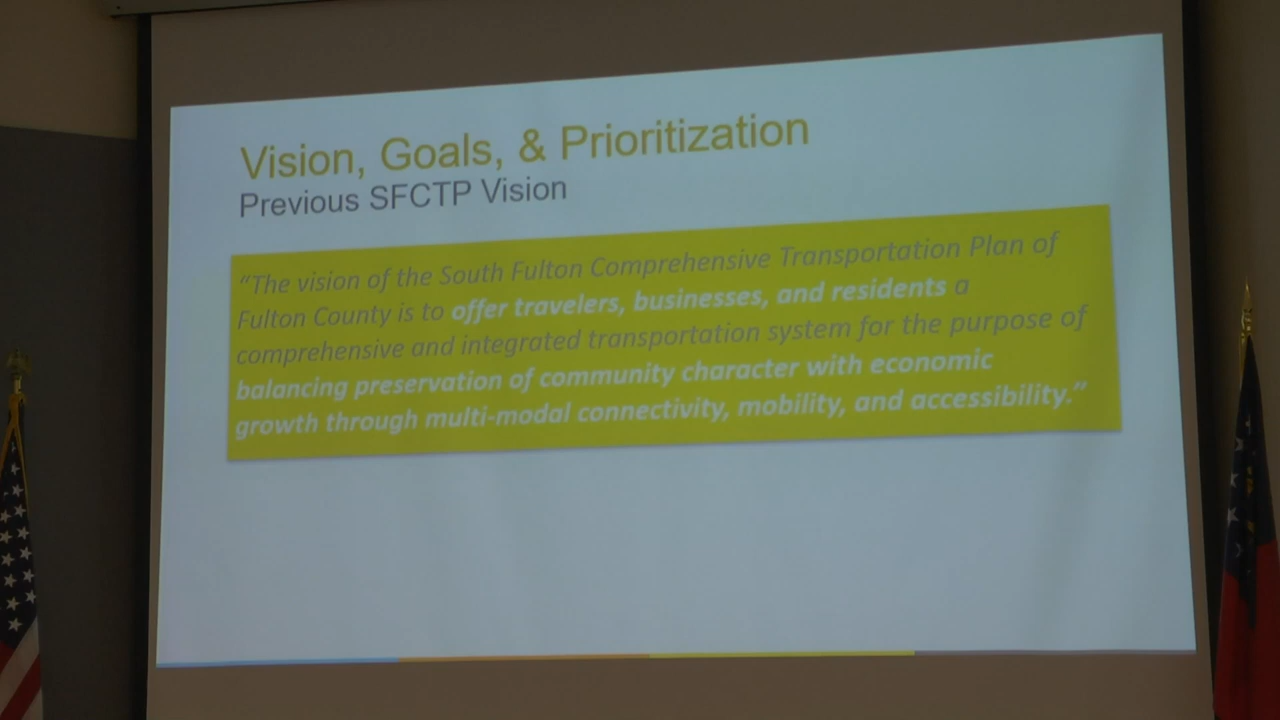 Vision, Goals, & Prioritization
Previous SFCTP Vision
“The vision of the South Fulton Comprehensive Transportation Plan of
Fulton County is to offer travelers, businesses, and residents a
comprehensive and integrated transportation system for the purpose of
balancing preservation of community character with economic
growth through multi-modal connectivity, mobility, and accessibility.”